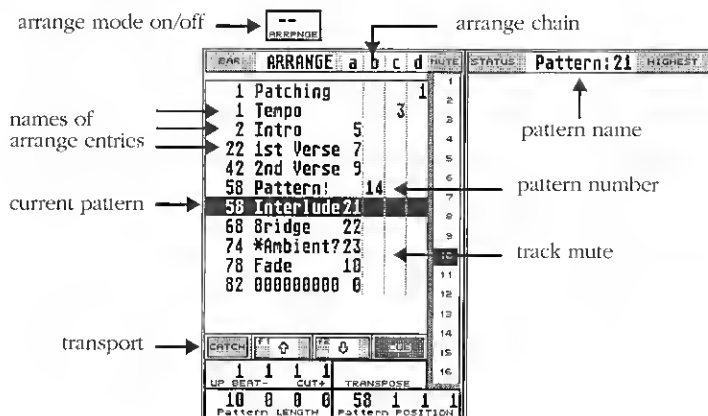 arrange mode on/off
--
ARRANGE
arrange chain
BAR ARRANGE a b c d MUTE STATUS Pattern:21 HIGHEST
1 Patching 1
1 Tempo 3
2 Intro 5
22 1st Verse 7
42 2nd Verse 9
58 Pattern! 14
58 Interlude 21
68 Bridge 22
74 *Ambient? 23
78 Fade 10
82 000000000 0
1
2
3
4
5
6
7
8
9
10
11
12
13
14
15
16
names of
arrange entries
current pattern
transport
pattern name
pattern number
track mute
CATCH f1 ⇧ f2 ⇩ CUE
1 1 1 1
UP BEAT- CUT+ TRANSPOSE
10 0 0 0 58 1 1 1
Pattern LENGTH Pattern POSITION